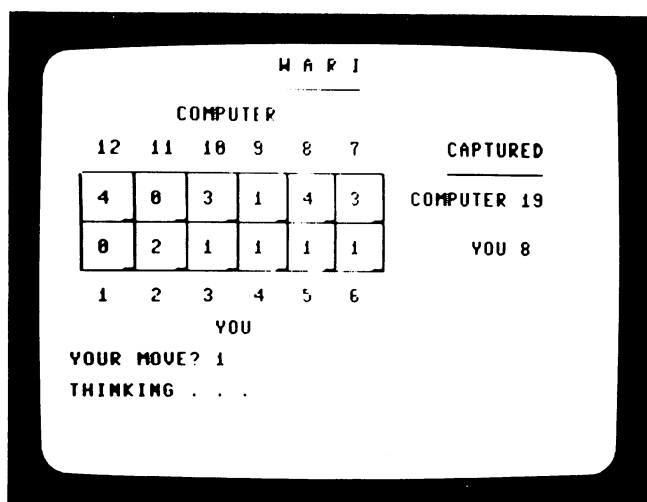 W A R I
COMPUTER
12 11 10 9 8 7 CAPTURED
4 0 3 1 4 3 COMPUTER 19
0 2 1 1 1 1 YOU 8
1 2 3 4 5 6
YOU
YOUR MOVE? 1
THINKING . . .